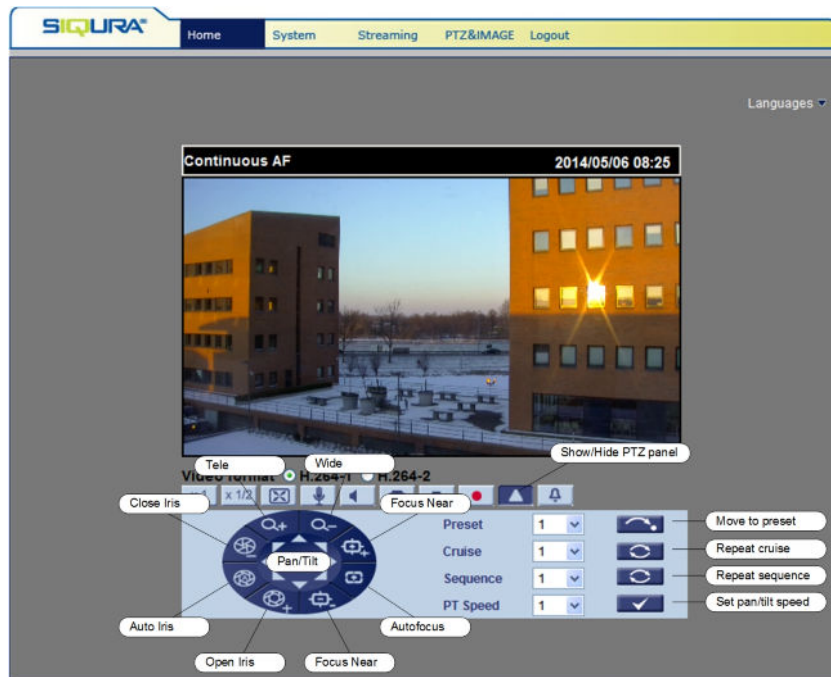 SIQURA®
Home System Streaming PTZ&IMAGE Logout
Languages
Continuous AF 2014/05/06 08:25
Show/Hide PTZ panel
Tele Wide
Video format H.264-1 H.264-2
x 1/2
Close Iris Focus Near
Preset 1 Move to preset
Pan/Tilt Cruise 1 Repeat cruise
Sequence 1 Repeat sequence
PT Speed 1 Set pan/tilt speed
Auto Iris Autofocus
Open Iris Focus Near